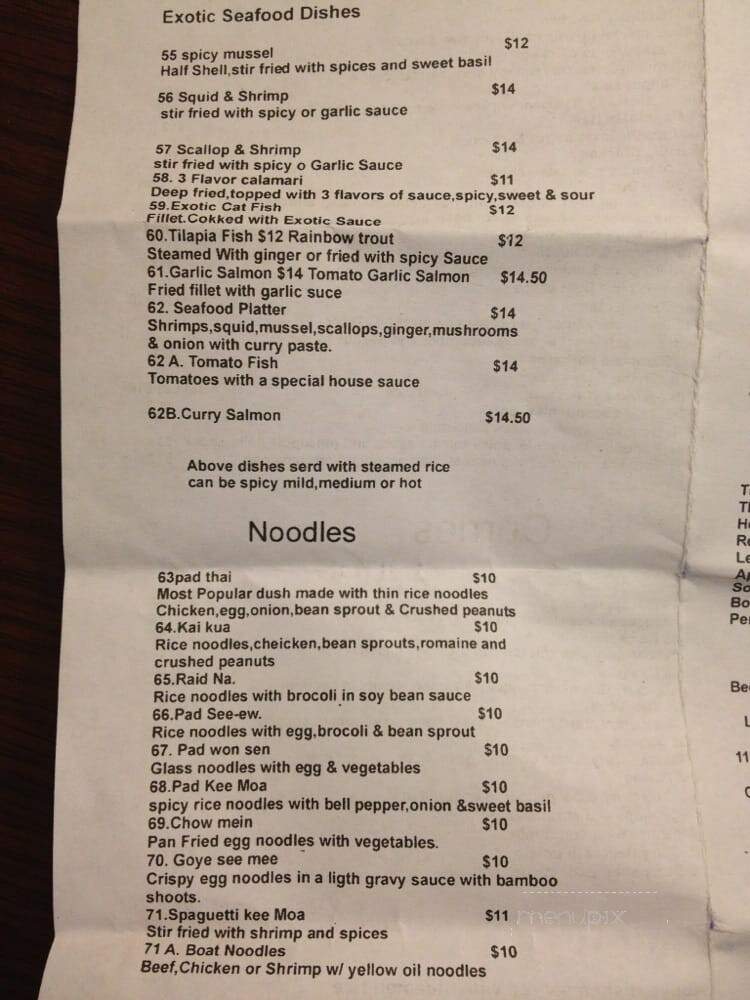 Exotic Seafood Dishes
55 spicy mussel $12
Half Shell,stir fried with spices and sweet basil
56 Squid & Shrimp $14
stir fried with spicy or garlic sauce
57 Scallop & Shrimp $14
stir fried with spicy o Garlic Sauce
58. 3 Flavor calamari $11
Deep fried,topped with 3 flavors of sauce,spicy,sweet & sour
59.Exotic Cat Fish $12
Fillet.Cokked with Exotic Sauce
60.Tilapia Fish $12 Rainbow trout $12
Steamed With ginger or fried with spicy Sauce
61.Garlic Salmon $14 Tomato Garlic Salmon $14.50
Fried fillet with garlic suce
62. Seafood Platter $14
Shrimps,squid,mussel,scallops,ginger,mushrooms
& onion with curry paste.
62 A. Tomato Fish $14
Tomatoes with a special house sauce
62B.Curry Salmon $14.50
Above dishes serd with steamed rice
can be spicy mild,medium or hot
Noodles
63pad thai $10
Most Popular dush made with thin rice noodles
Chicken,egg,onion,bean sprout & Crushed peanuts
64.Kai kua $10
Rice noodles,cheicken,bean sprouts,romaine and
crushed peanuts
65.Raid Na. $10
Rice noodles with brocoli in soy bean sauce
66.Pad See-ew. $10
Rice noodles with egg,brocoli & bean sprout
67. Pad won sen $10
Glass noodles with egg & vegetables
68.Pad Kee Moa $10
spicy rice noodles with bell pepper,onion &sweet basil
69.Chow mein $10
Pan Fried egg noodles with vegetables.
70. Goye see mee $10
Crispy egg noodles in a ligth gravy sauce with bamboo
shoots.
71.Spaguetti kee Moa $11
Stir fried with shrimp and spices
71 A. Boat Noodles $10
Beef,Chicken or Shrimp w/ yellow oil noodles
menupix